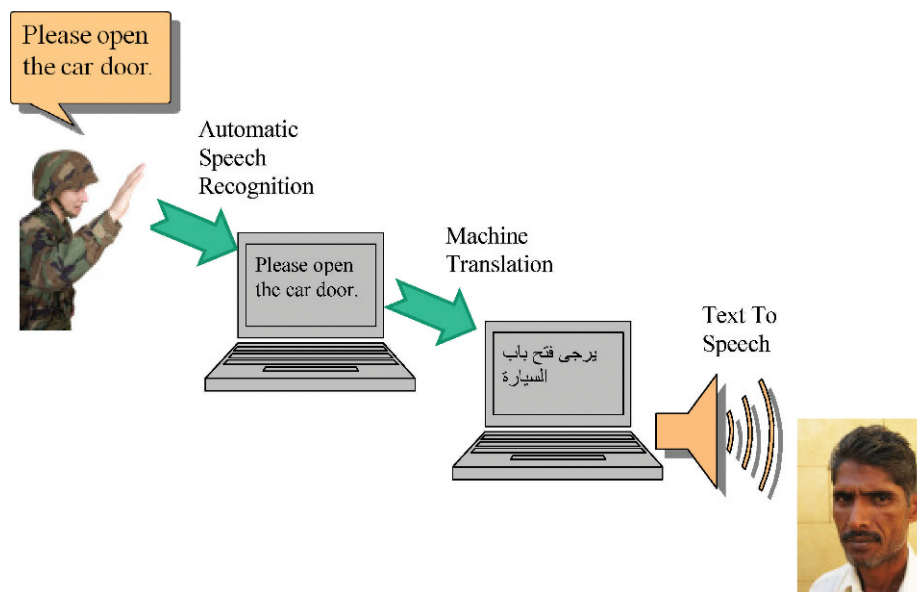 Please open
the car door.
Automatic
Speech
Recognition
Please open
the car door.
Machine
Translation
يرجى فتح باب
السيارة
Text To
Speech